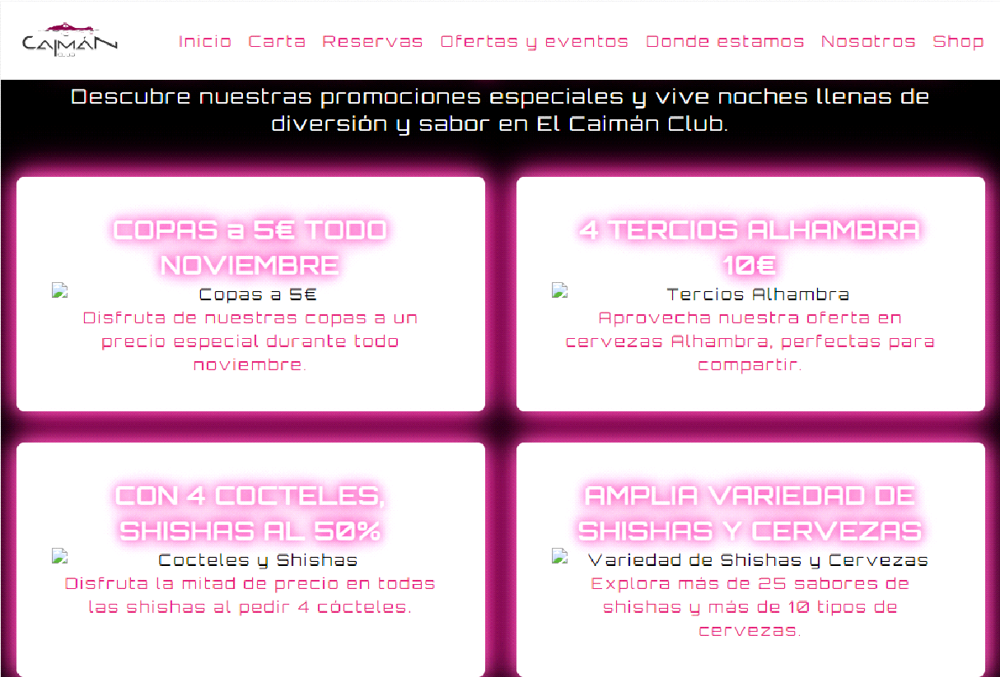 CAIMÁN
CLUB
Inicio Carta Reservas Ofertas y eventos Donde estamos Nosotros Shop
Descubre nuestras promociones especiales y vive noches llenas de
diversión y sabor en El Caimán Club.
COPAS a 5€ TODO
NOVIEMBRE
Copas a 5€
Disfruta de nuestras copas a un
precio especial durante todo
noviembre.
4 TERCIOS ALHAMBRA
10€
Tercios Alhambra
Aprovecha nuestra oferta en
cervezas Alhambra, perfectas para
compartir.
CON 4 COCTELES,
SHISHAS AL 50%
Cocteles y Shishas
Disfruta la mitad de precio en todas
las shishas al pedir 4 cócteles.
AMPLIA VARIEDAD DE
SHISHAS Y CERVEZAS
Variedad de Shishas y Cervezas
Explora más de 25 sabores de
shishas y más de 10 tipos de
cervezas.